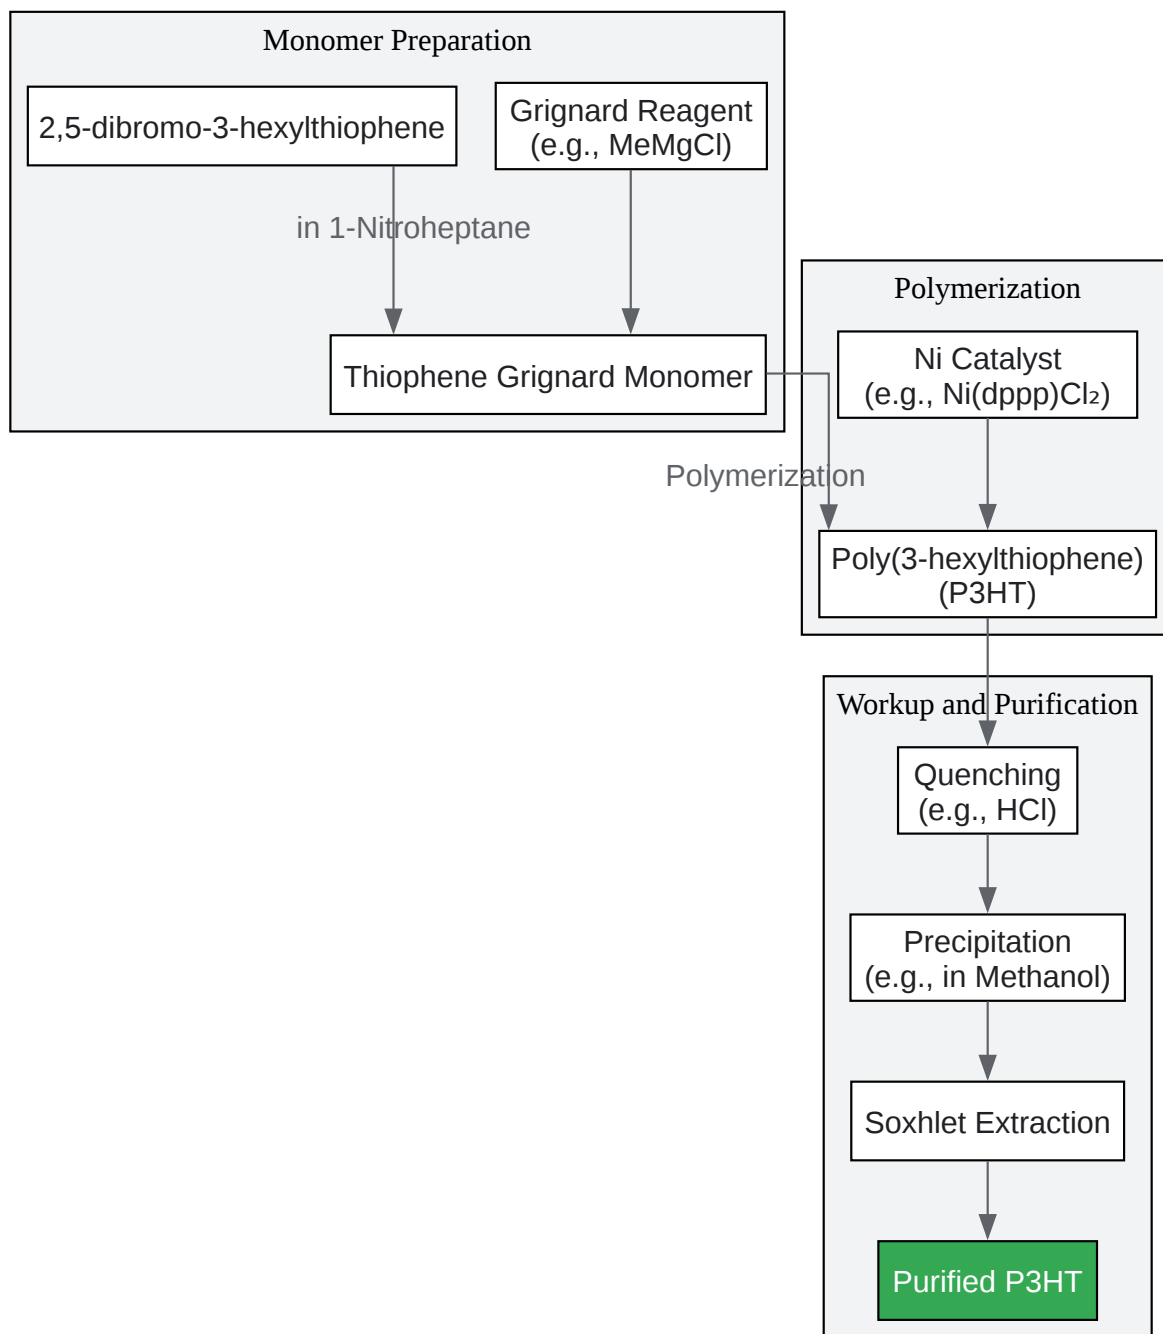 Monomer Preparation
2,5-dibromo-3-hexylthiophene
Grignard Reagent
(e.g., MeMgCl)
in 1-Nitroheptane
Thiophene Grignard Monomer
Polymerization
Ni Catalyst
(e.g., Ni(dppp)Cl₂)
Polymerization
Poly(3-hexylthiophene)
(P3HT)
Workup and Purification
Quenching
(e.g., HCl)
Precipitation
(e.g., in Methanol)
Soxhlet Extraction
Purified P3HT